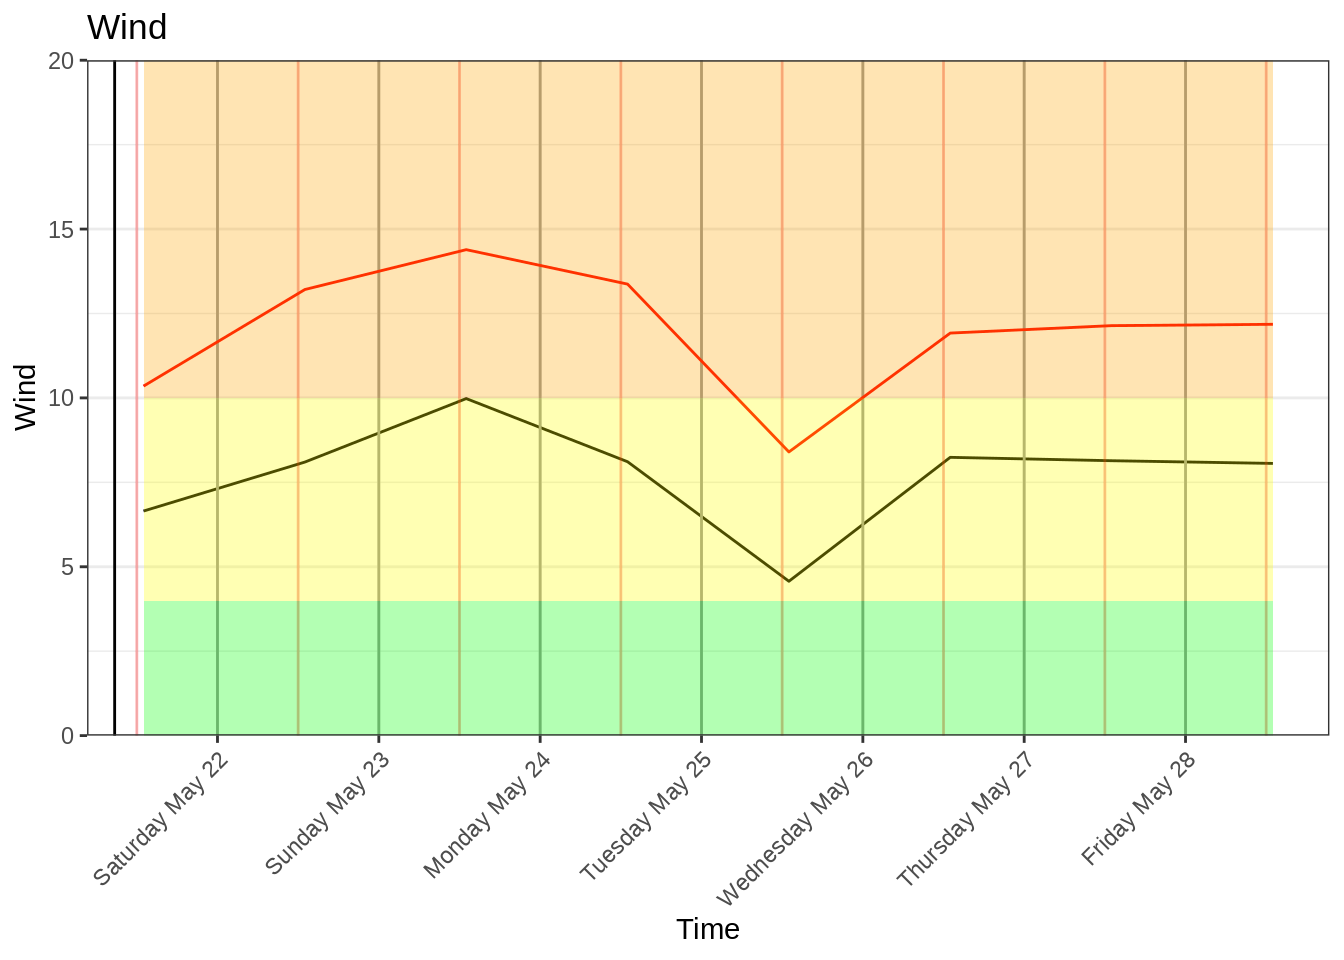 Wind
20
15
10
5
0
Wind
Saturday May 22
Sunday May 23
Monday May 24
Tuesday May 25
Wednesday May 26
Thursday May 27
Friday May 28
Time